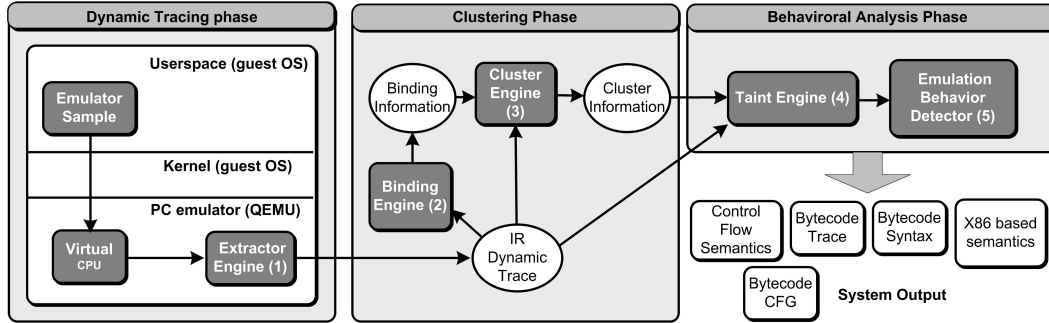 Dynamic Tracing phase
Userspace (guest OS)
Emulator
Sample
Kernel (guest OS)
PC emulator (QEMU)
Virtual
CPU
Extractor
Engine (1)
Clustering Phase
Binding
Information
Cluster
Engine
(3)
Cluster
Information
Binding
Engine (2)
IR
Dynamic
Trace
Behaviroral Analysis Phase
Taint Engine (4)
Emulation
Behavior
Detector (5)
Control
Flow
Semantics
Bytecode
Trace
Bytecode
Syntax
X86 based
semantics
Bytecode
CFG
System Output